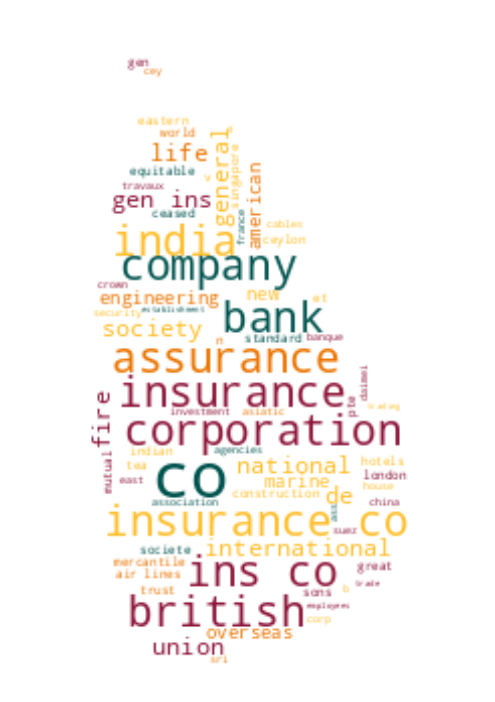 gen
cey
eastern
world
general
singapore
life
equitable
american
v
travaux
gen ins
ceased
france
cables
india
ceylon
company
crown
engineering
new
et
security
establishment
bank
society
standard
banque
n
assurance
insurance
daimei
pte
fire
investment
asiatic
training
corporation
mutual
indian
agencies
tea
national
hotels
east
co
marine
london
construction
de
house
association
china
ass
insurance co
suez
societe
international
mercantile
air lines
ins co
great
trade
trust
sons
b
british
employees
corp
overseas
union
sri